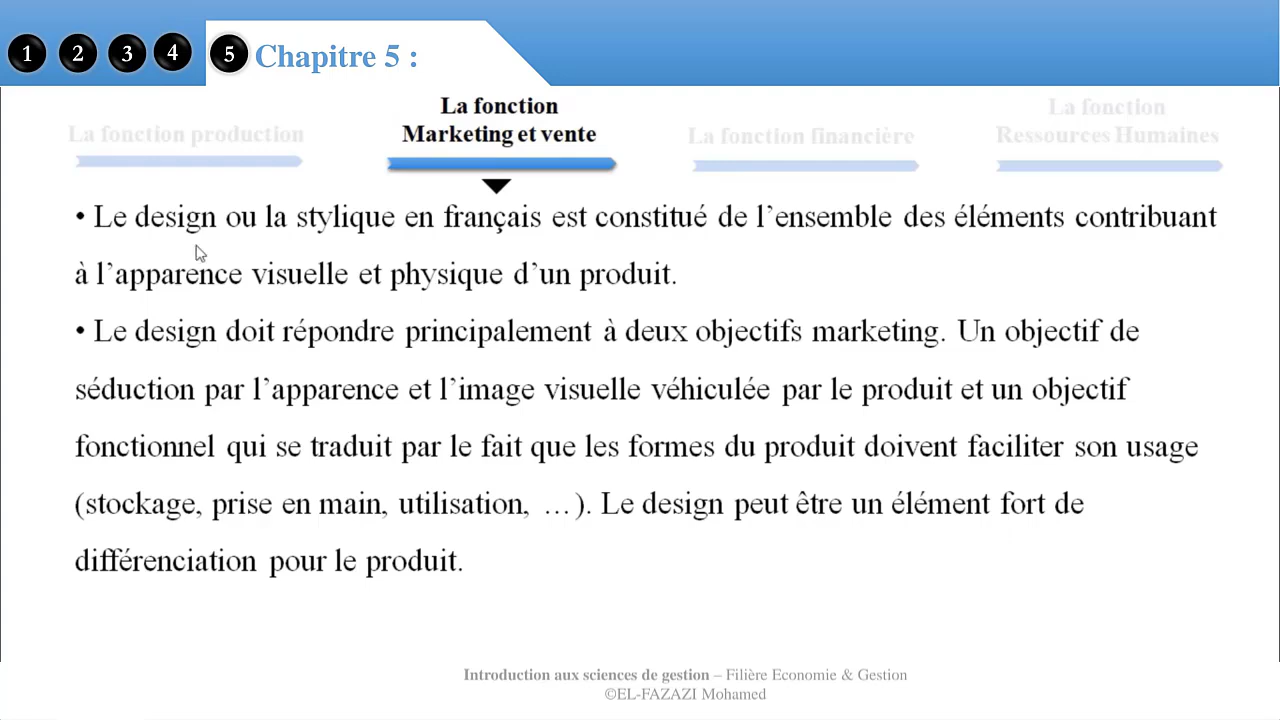 1 2 3 4 5 Chapitre 5 :
La fonction production
La fonction
Marketing et vente
La fonction financière
La fonction
Ressources Humaines
• Le design ou la stylique en français est constitué de l’ensemble des éléments contribuant
à l’apparence visuelle et physique d’un produit.
• Le design doit répondre principalement à deux objectifs marketing. Un objectif de
séduction par l’apparence et l’image visuelle véhiculée par le produit et un objectif
fonctionnel qui se traduit par le fait que les formes du produit doivent faciliter son usage
(stockage, prise en main, utilisation, …). Le design peut être un élément fort de
différenciation pour le produit.
Introduction aux sciences de gestion – Filière Economie & Gestion
©EL-FAZAZI Mohamed